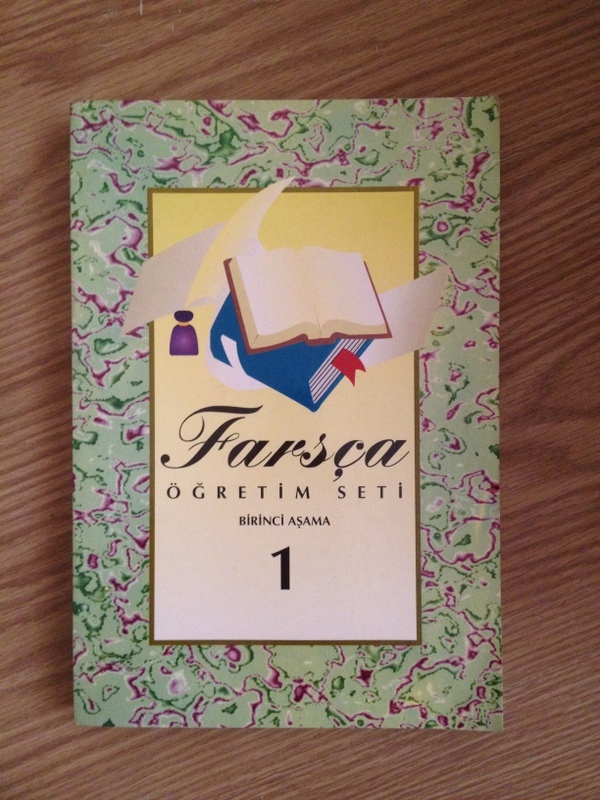 Farsça
ÖĞRETİM SETİ
BİRİNCİ AŞAMA
1